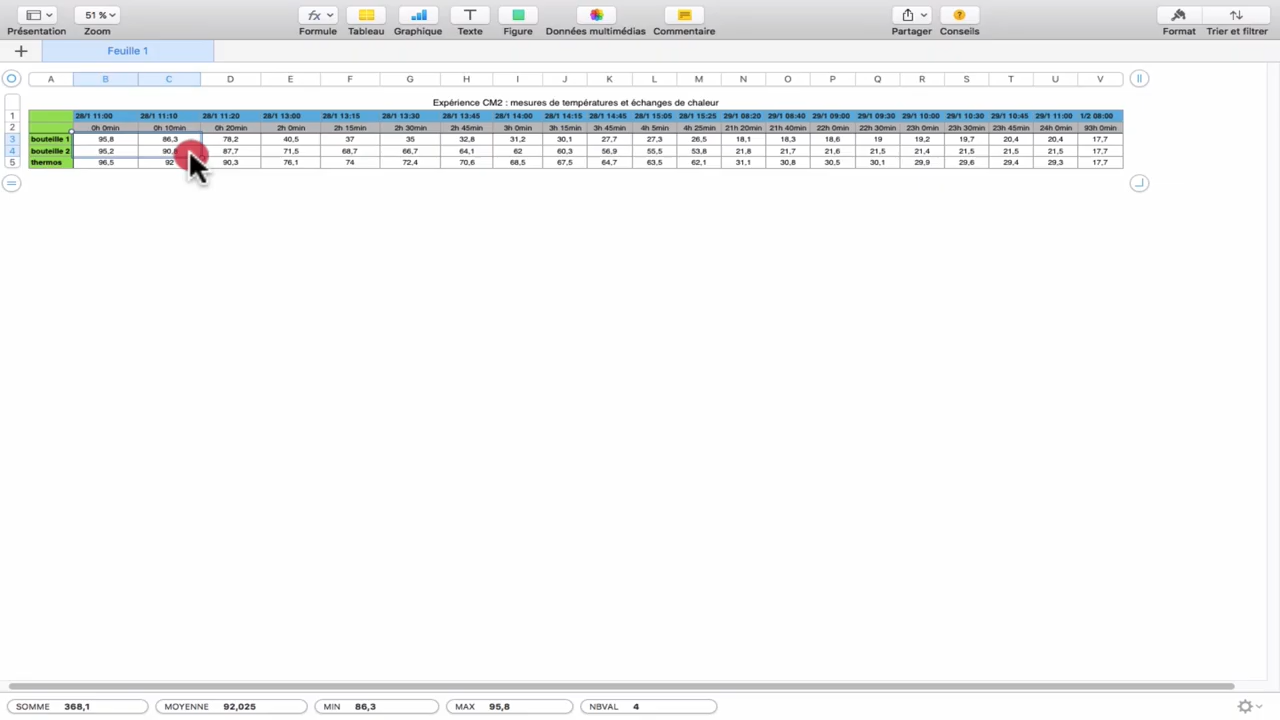 51 %
Présentation Zoom Formule Tableau Graphique Texte Figure Données multimédias Commentaire Partager Conseils Format Trier et filtrer
Feuille 1
A B C D E F G H I J K L M N O P Q R S T U V
Expérience CM2 : mesures de températures et échanges de chaleur
1 28/1 11:00 28/1 11:10 28/1 11:20 28/1 13:00 28/1 13:15 28/1 13:30 28/1 13:45 28/1 14:00 28/1 14:15 28/1 14:45 28/1 15:05 28/1 15:25 29/1 08:20 29/1 08:40 29/1 09:00 29/1 09:30 29/1 10:00 29/1 10:30 29/1 10:45 29/1 11:00 1/2 08:00
2 0h 0min 0h 10min 0h 20min 2h 0min 2h 15min 2h 30min 2h 45min 3h 0min 3h 15min 3h 45min 4h 5min 4h 25min 21h 20min 21h 40min 22h 0min 22h 30min 23h 0min 23h 30min 23h 45min 24h 0min 93h 0min
3 bouteille 1 95,8 86,3 78,2 40,5 37 35 32,8 31,2 30,1 27,7 27,3 26,5 18,1 18,3 18,6 19 19,2 19,7 20,4 20,4 17,7
4 bouteille 2 95,2 87,7 71,5 68,7 66,7 64,1 62 60,3 56,9 55,5 53,8 21,8 21,7 21,6 21,5 21,4 21,5 21,5 21,5 17,7
5 thermos 96,5 92 90,3 76,1 74 72,4 70,6 68,5 67,5 64,7 63,5 62,1 31,1 30,8 30,5 30,1 29,9 29,6 29,4 29,3 17,7
SOMME 368,1 MOYENNE 92,025 MIN 86,3 MAX 95,8 NBVAL 4